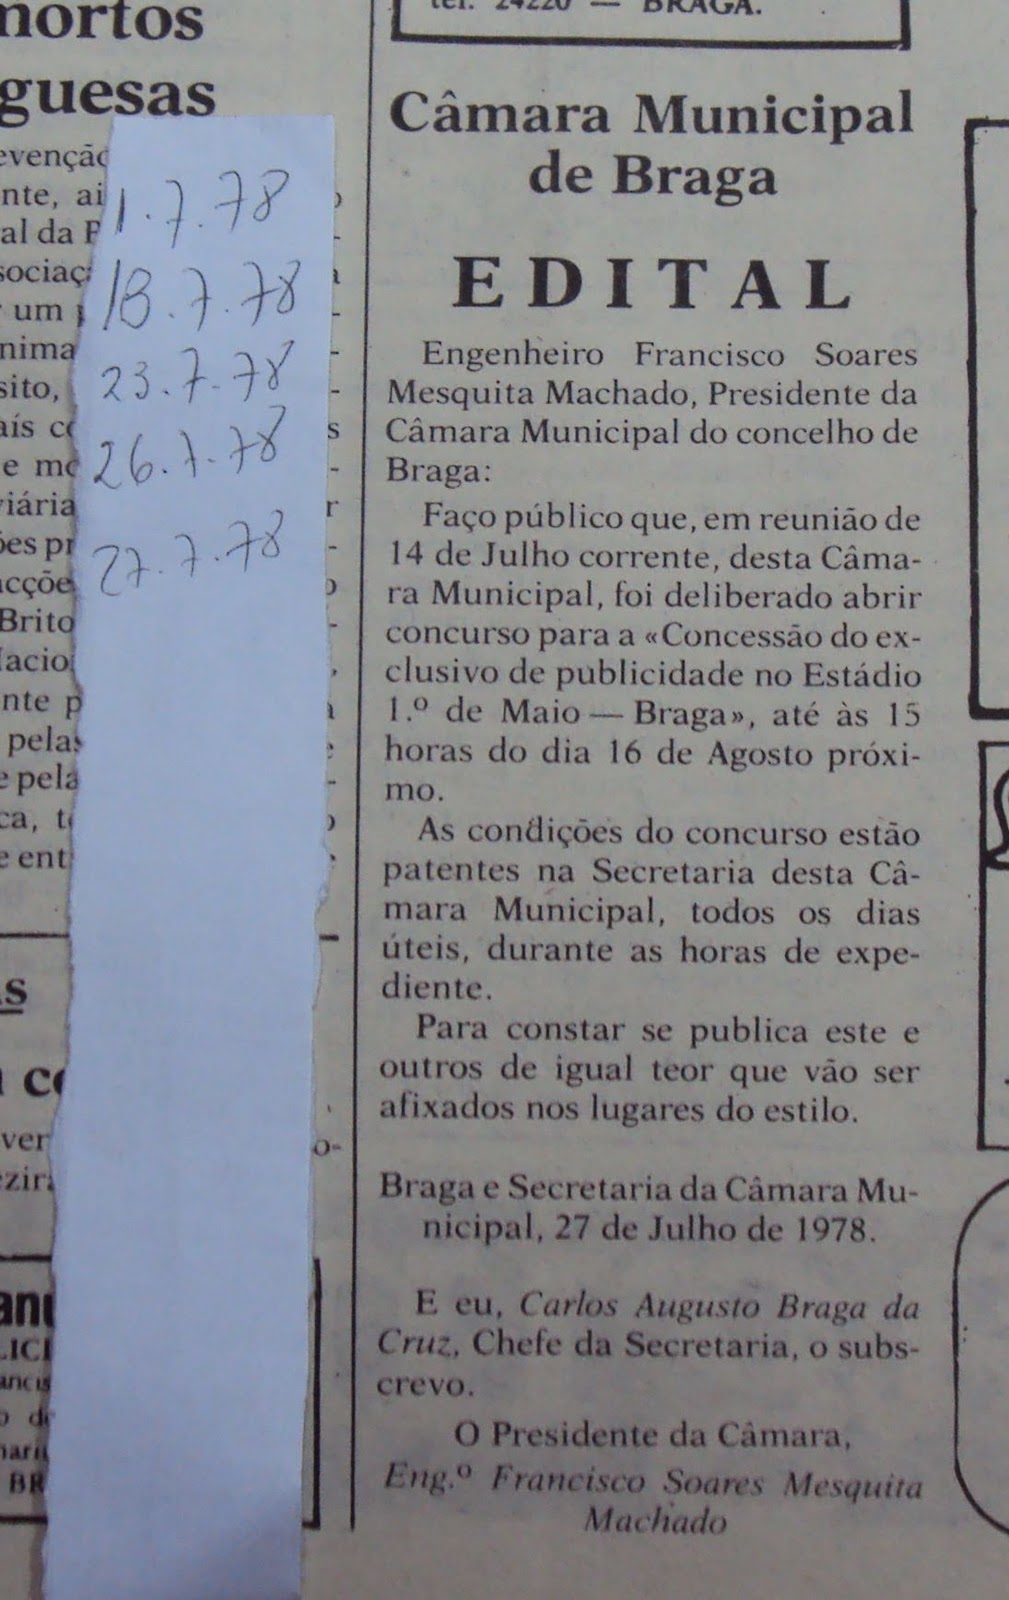 mortos
guesas
1.7.78
18.7.78
23.7.78
26.7.78
27.7.78
tel. 24220 — BRAGA.
Câmara Municipal
de Braga
EDITAL
Engenheiro Francisco Soares
Mesquita Machado, Presidente da
Câmara Municipal do concelho de
Braga:
Faço público que, em reunião de
14 de Julho corrente, desta Câma-
ra Municipal, foi deliberado abrir
concurso para a «Concessão do ex-
clusivo de publicidade no Estádio
1.º de Maio — Braga», até às 15
horas do dia 16 de Agosto próxi-
mo.
As condições do concurso estão
patentes na Secretaria desta Câ-
mara Municipal, todos os dias
úteis, durante as horas de expe-
diente.
Para constar se publica este e
outros de igual teor que vão ser
afixados nos lugares do estilo.
Braga e Secretaria da Câmara Mu-
nicipal, 27 de Julho de 1978.
E eu, Carlos Augusto Braga da
Cruz, Chefe da Secretaria, o subs-
crevo.
O Presidente da Câmara,
Eng.º Francisco Soares Mesquita
Machado